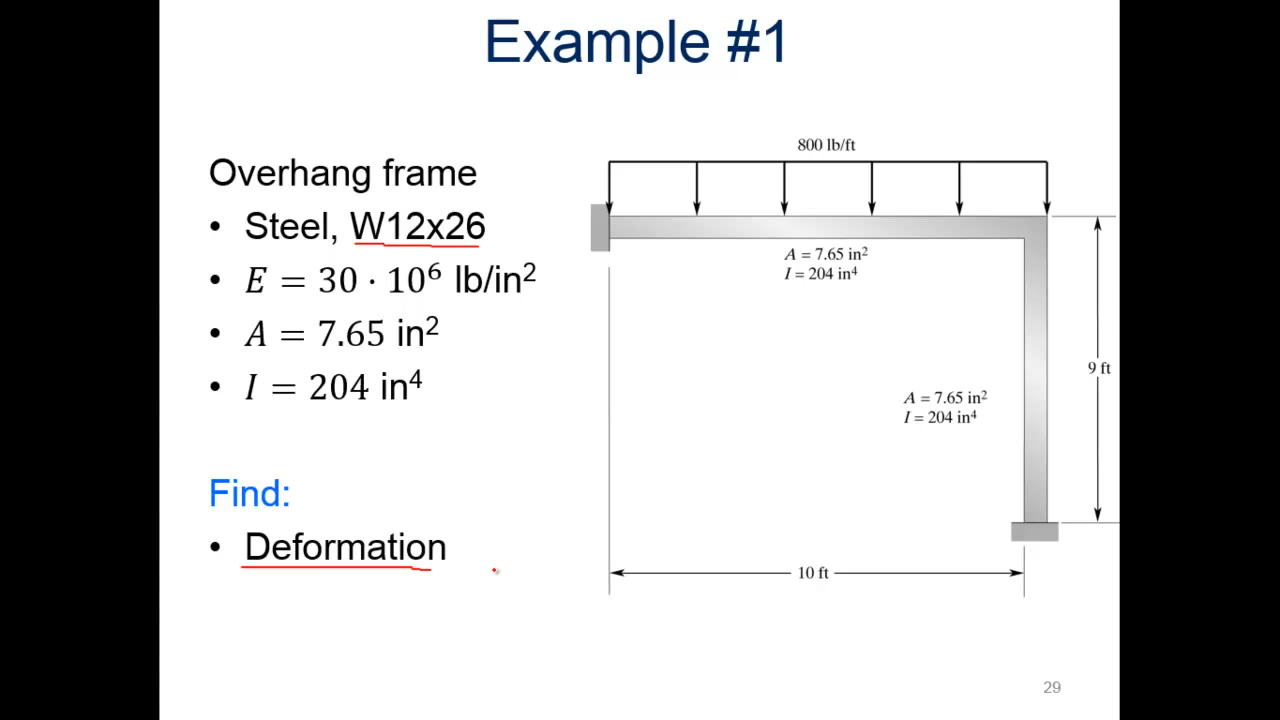 Example #1
Overhang frame
• Steel, W12x26
• E = 30 · 10⁶ lb/in²
• A = 7.65 in²
• I = 204 in⁴
Find:
• Deformation
800 lb/ft
A = 7.65 in²
I = 204 in⁴
9 ft
A = 7.65 in²
I = 204 in⁴
10 ft
29